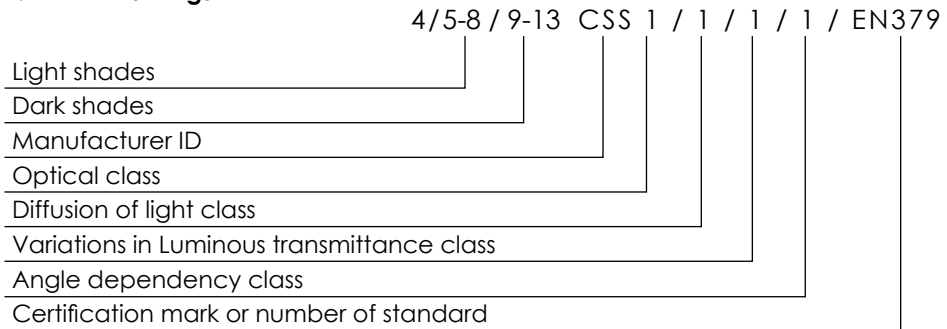 4/5-8 / 9-13 CSS 1 / 1 / 1 / 1 / EN379
Light shades
Dark shades
Manufacturer ID
Optical class
Diffusion of light class
Variations in Luminous transmittance class
Angle dependency class
Certification mark or number of standard